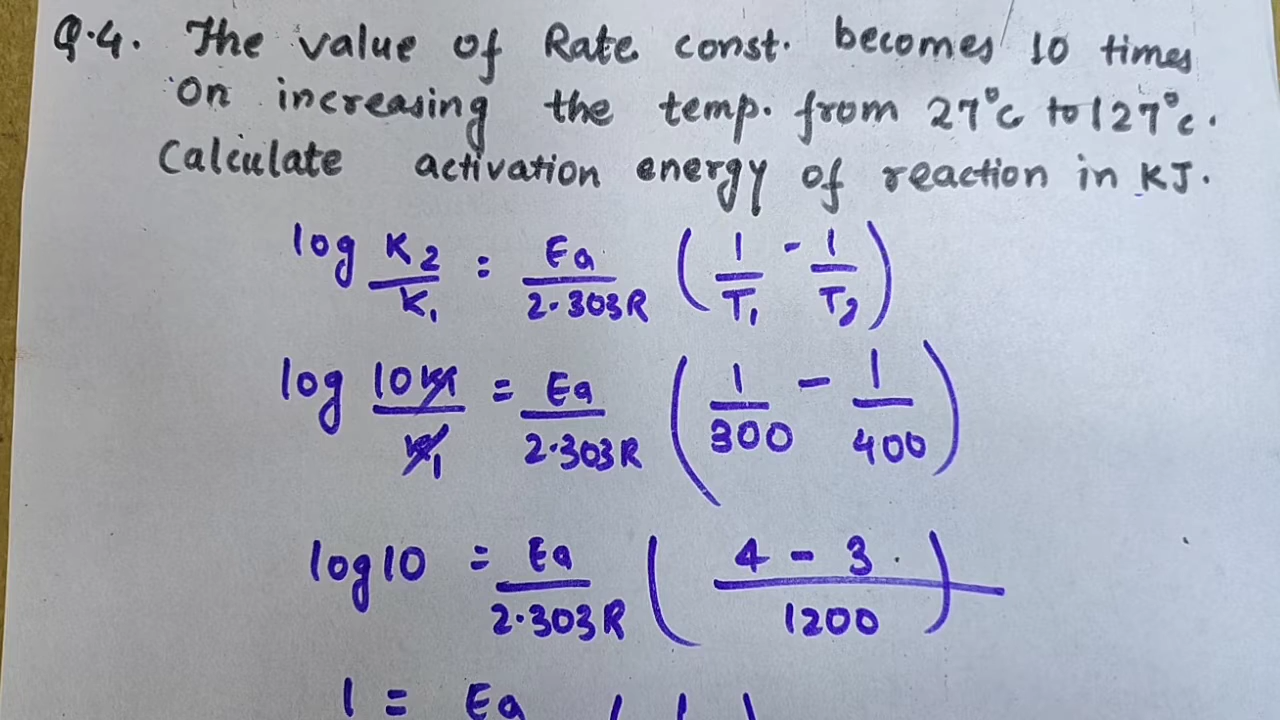 Q.4. The value of Rate const. becomes 10 times
On increasing the temp. from 27°C to 127°C.
Calculate activation energy of reaction in KJ.
log K2/K1 = Ea/2.303R (1/T1 - 1/T2)
log 10K1/K1 = Ea/2.303R (1/300 - 1/400)
log10 = Ea/2.303R (4-3/1200)
1 = Ea ( 1 )